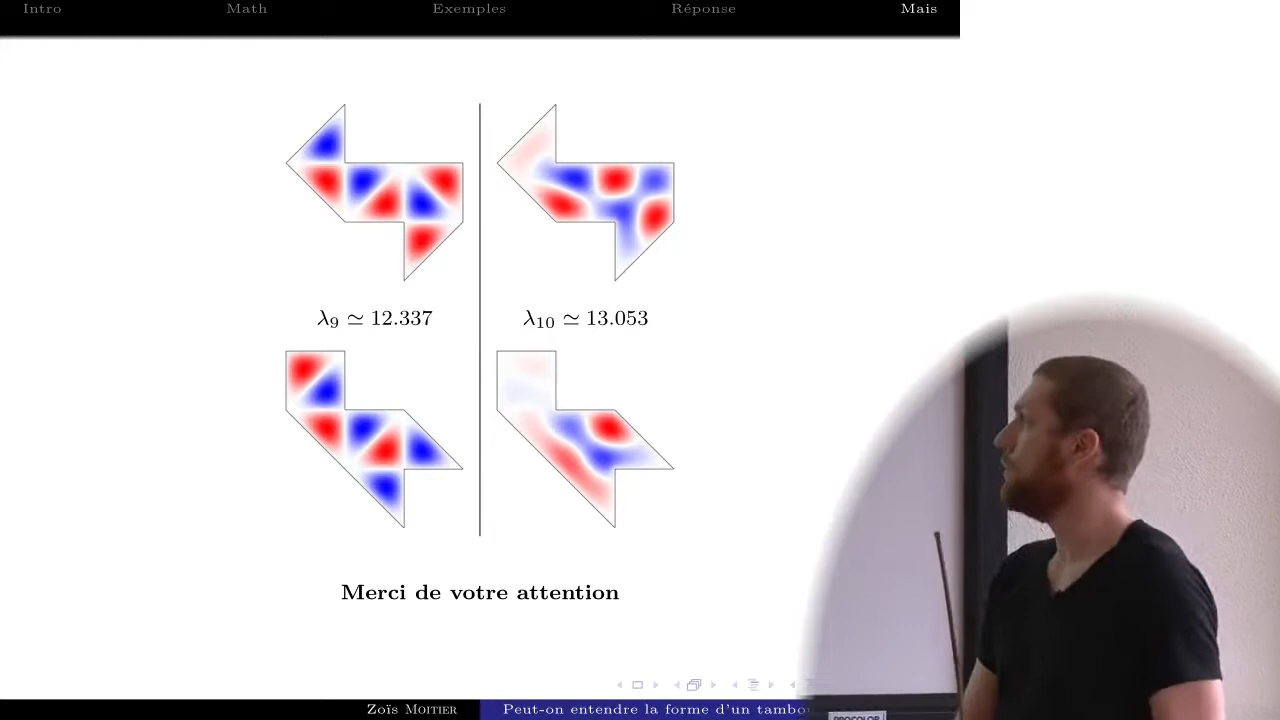 Intro Math Exemples Réponse Mais
λ₉ ≃ 12.337 λ₁₀ ≃ 13.053
Merci de votre attention
Zoïs Moitier Peut-on entendre la forme d'un
PROCOLOR